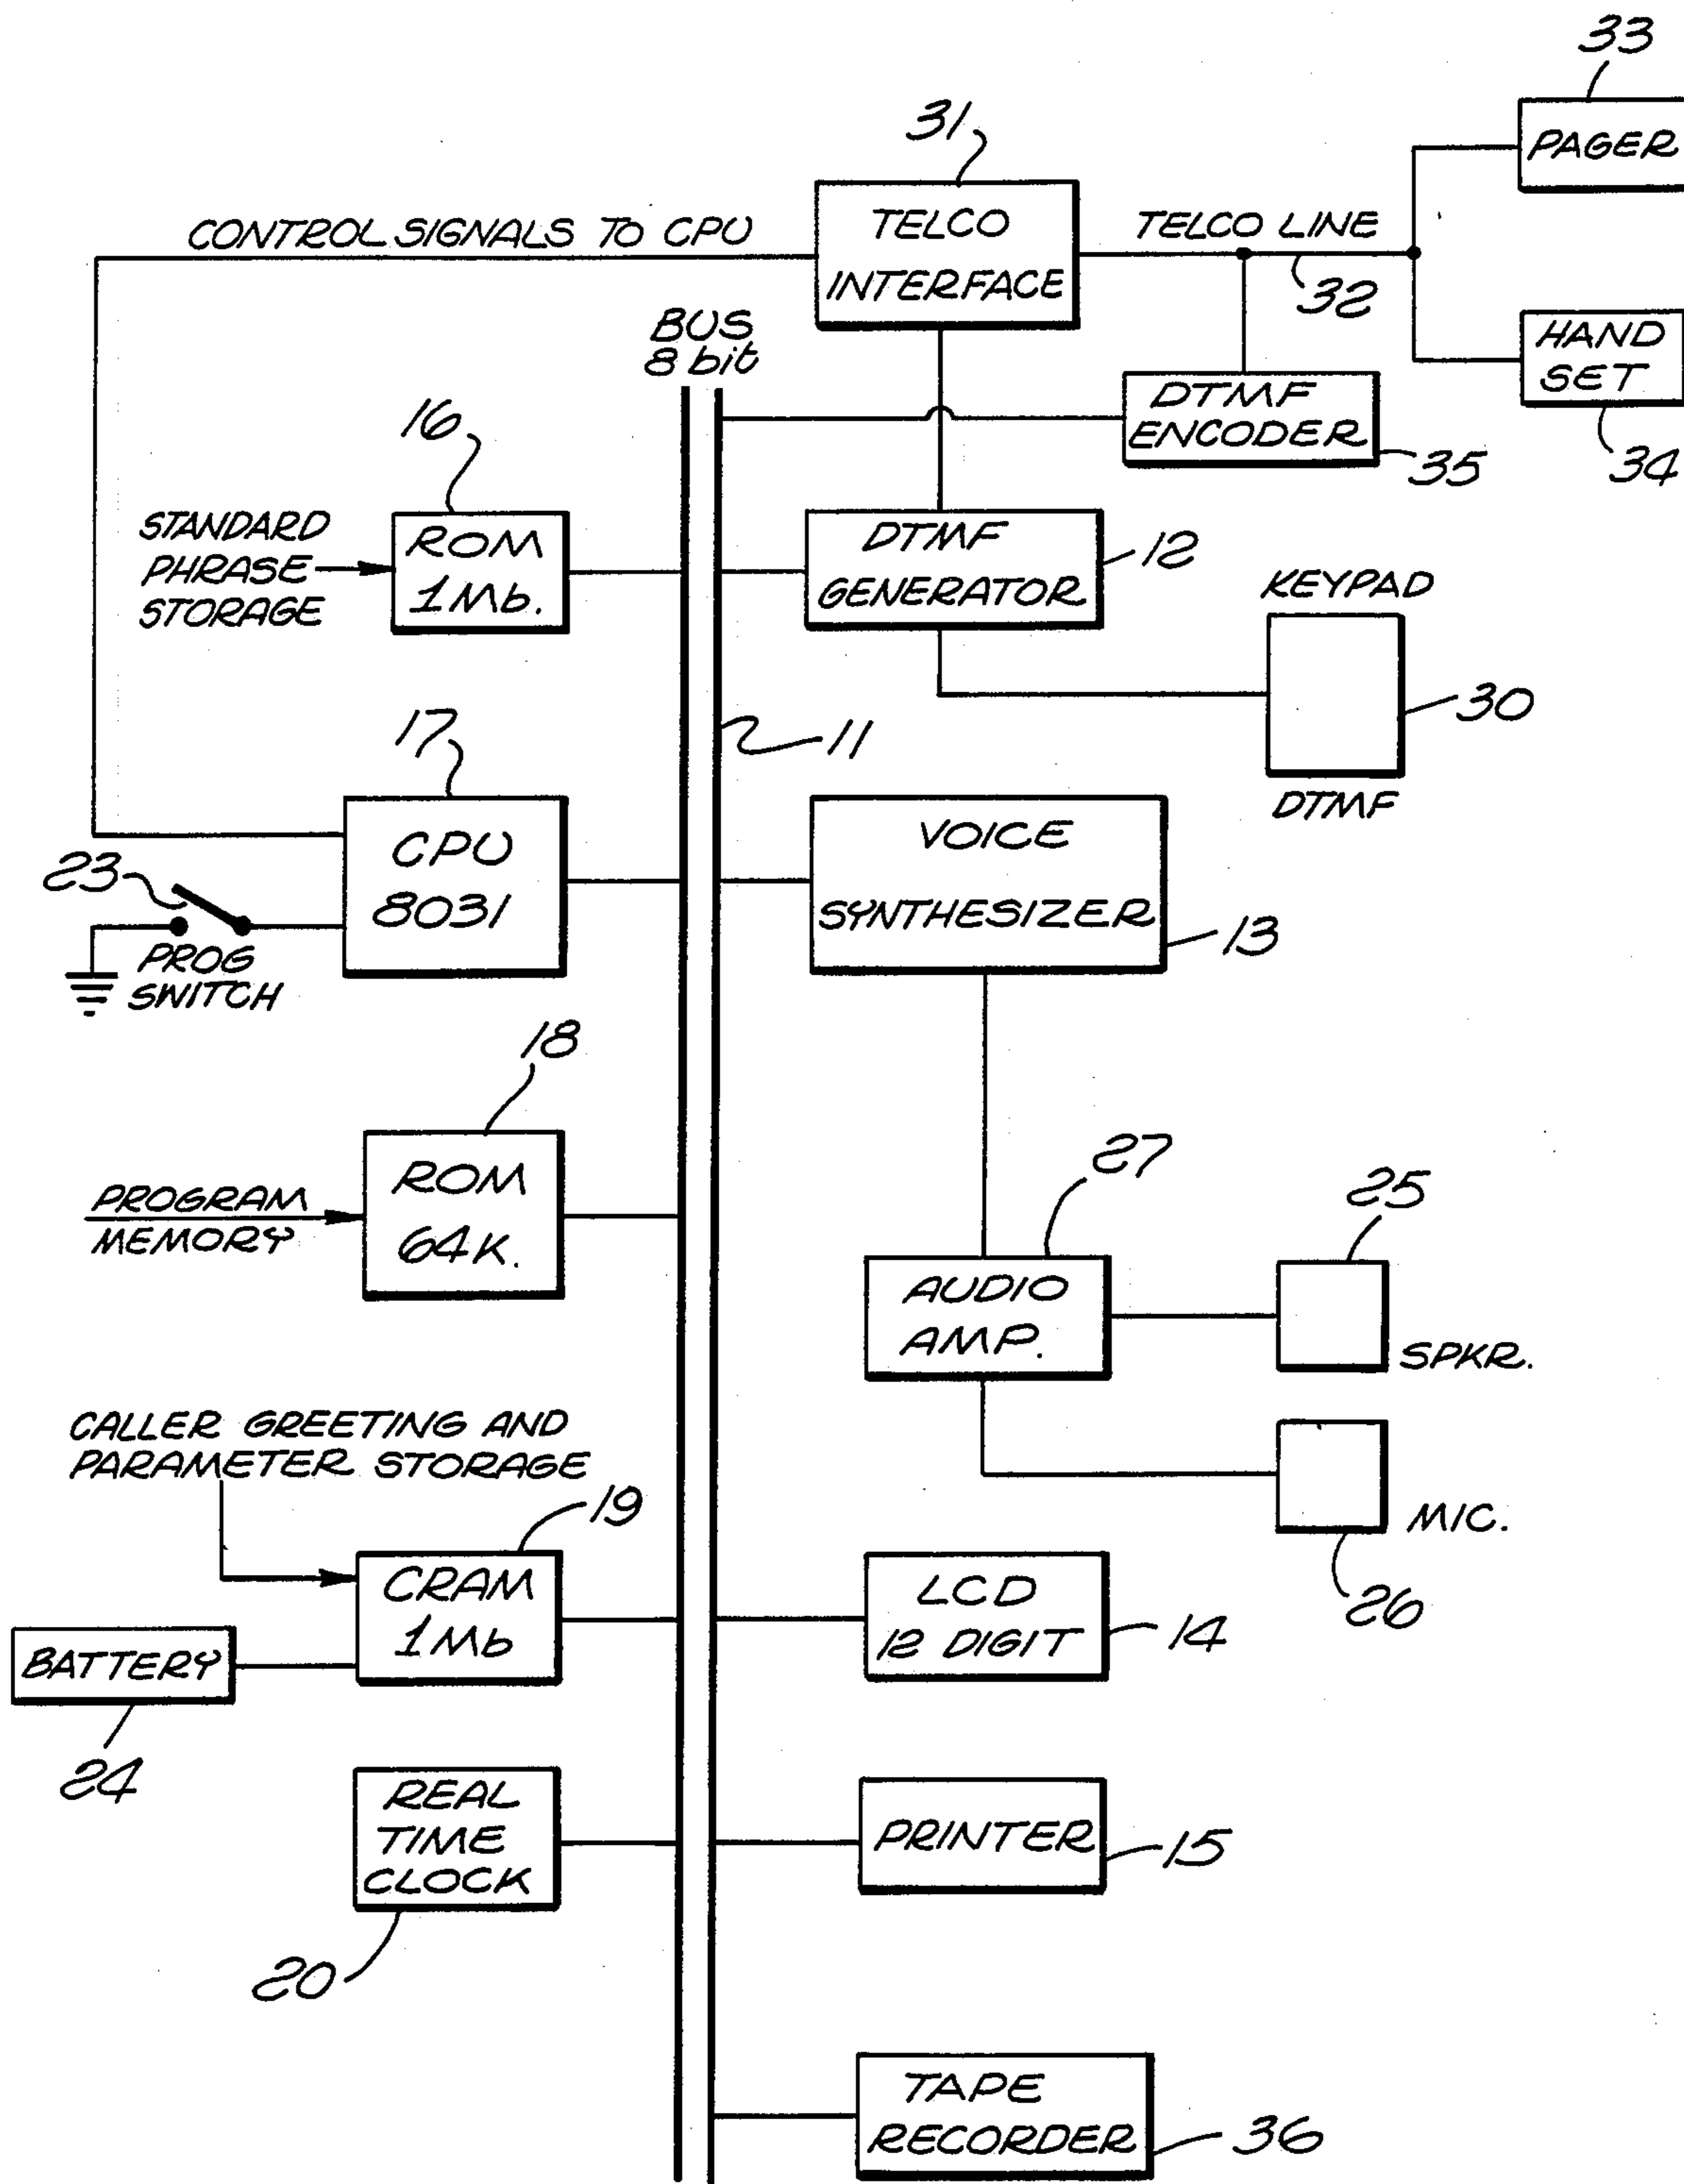 33
PAGER
31
TELCO
INTERFACE
CONTROL SIGNALS TO CPU
TELCO LINE
32
HAND
SET
34
BUS
8 bit
DTMF
ENCODER
35
16
STANDARD
PHRASE
STORAGE
ROM
1Mb.
DTMF
GENERATOR
12
KEYPAD
30
DTMF
11
17
CPU
8031
23
PROG
SWITCH
VOICE
SYNTHESIZER
13
18
PROGRAM
MEMORY
ROM
64K.
27
AUDIO
AMP.
25
SPKR.
MIC.
26
CALLER GREETING AND
PARAMETER STORAGE
19
CRAM
1Mb
BATTERY
24
LCD
12 DIGIT
14
REAL
TIME
CLOCK
20
PRINTER
15
TAPE
RECORDER
36